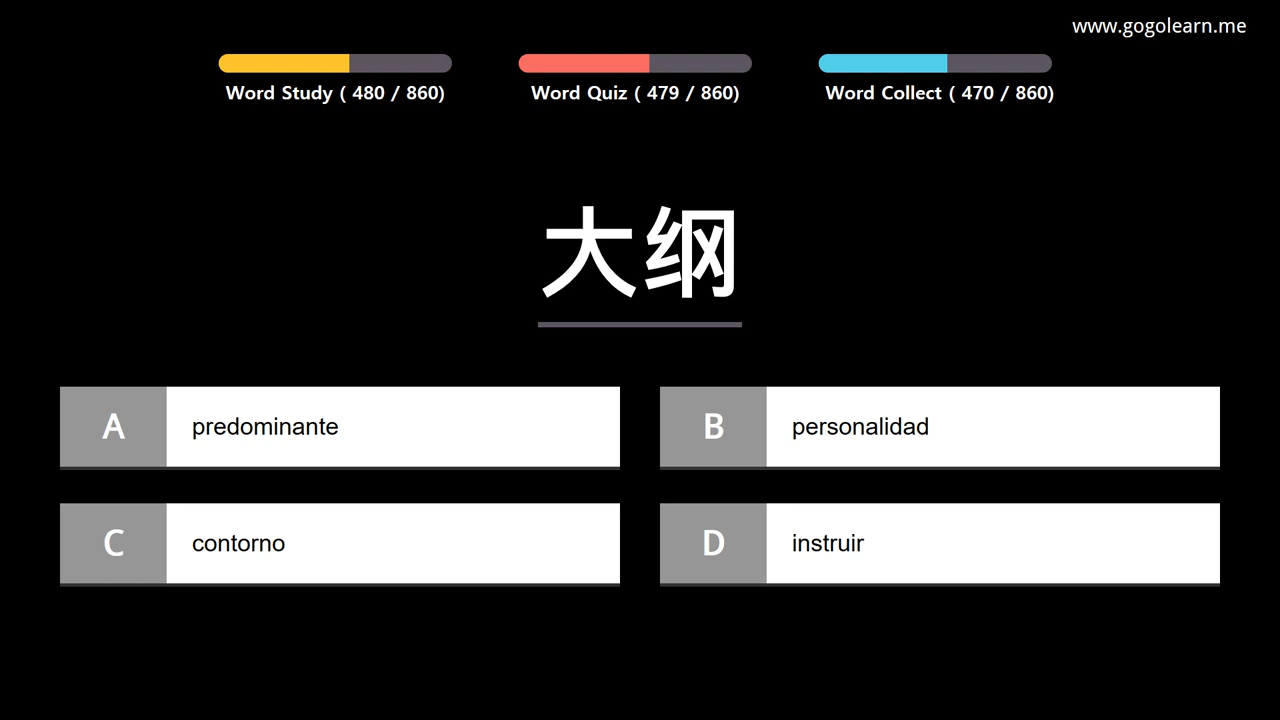 www.gogolearn.me
Word Study ( 480 / 860)
Word Quiz ( 479 / 860)
Word Collect ( 470 / 860)
大纲
A predominante
B personalidad
C contorno
D instruir